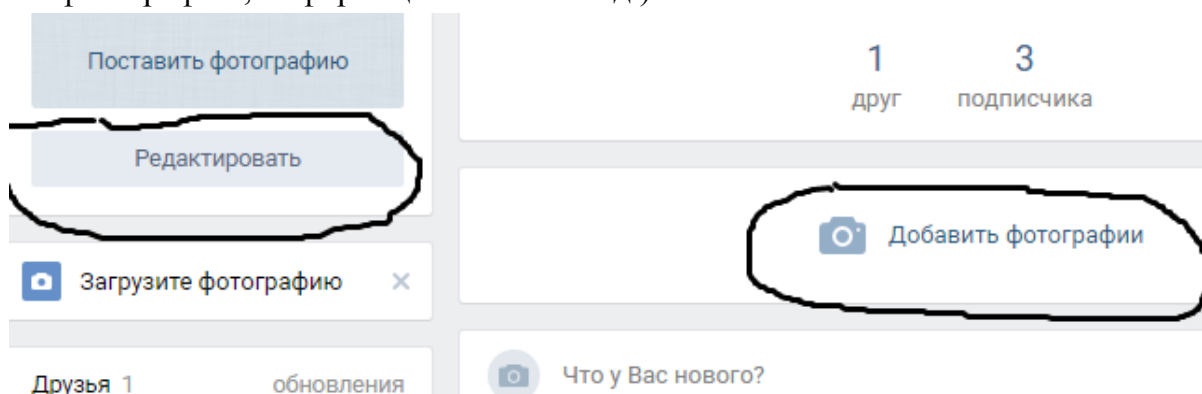 Поставить фотографию
Редактировать
Загрузите фотографию
Друзья 1 обновления
1 3
друг подписчика
Добавить фотографии
Что у Вас нового?